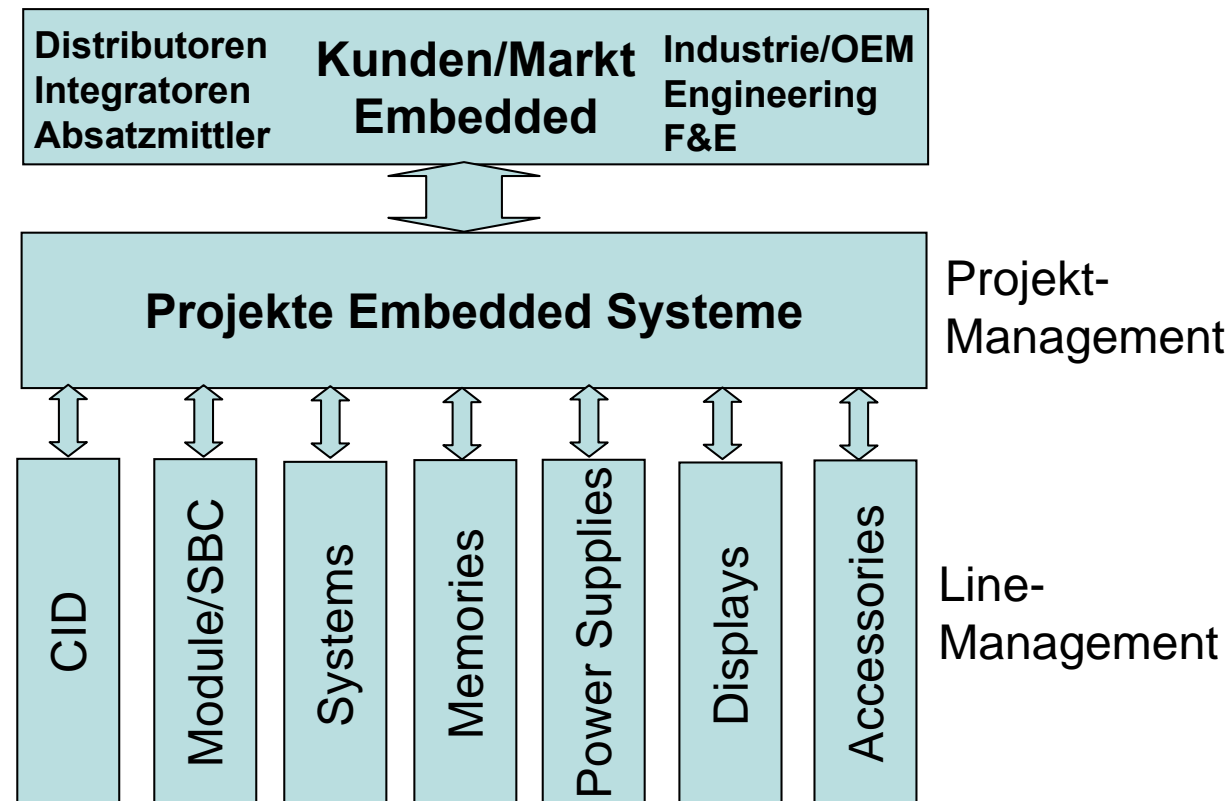 Distributoren
Integratoren
Absatzmittler
Kunden/Markt
Embedded
Industrie/OEM
Engineering
F&E
Projekte Embedded Systeme
Projekt-
Management
CID
Module/SBC
Systems
Memories
Power Supplies
Displays
Accessories
Line-
Management